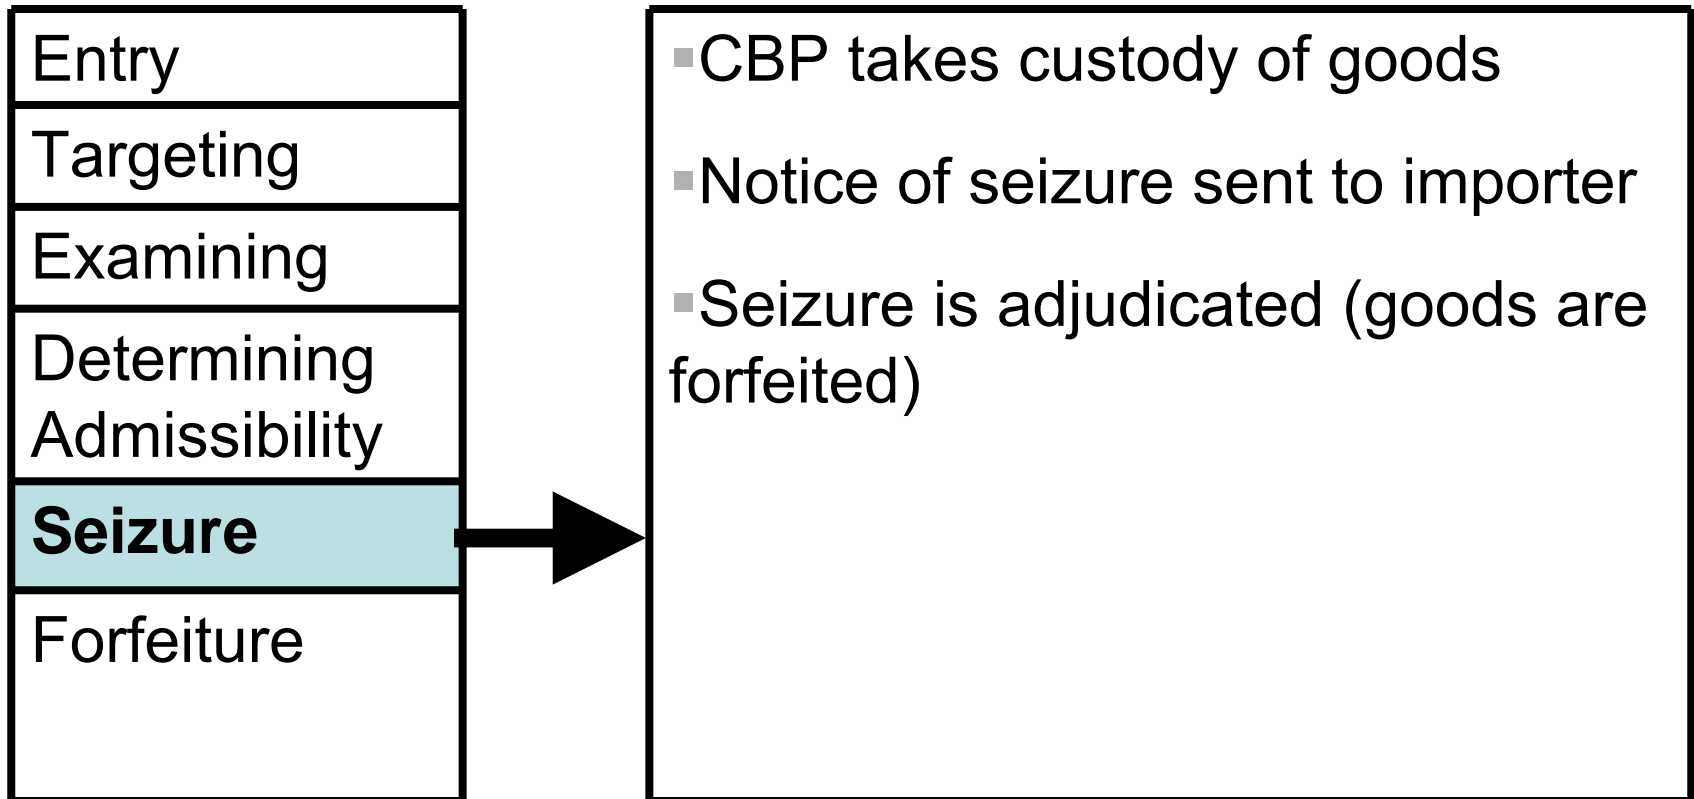 Entry
Targeting
Examining
Determining
Admissibility
Seizure
Forfeiture
▪CBP takes custody of goods
▪Notice of seizure sent to importer
▪Seizure is adjudicated (goods are
forfeited)